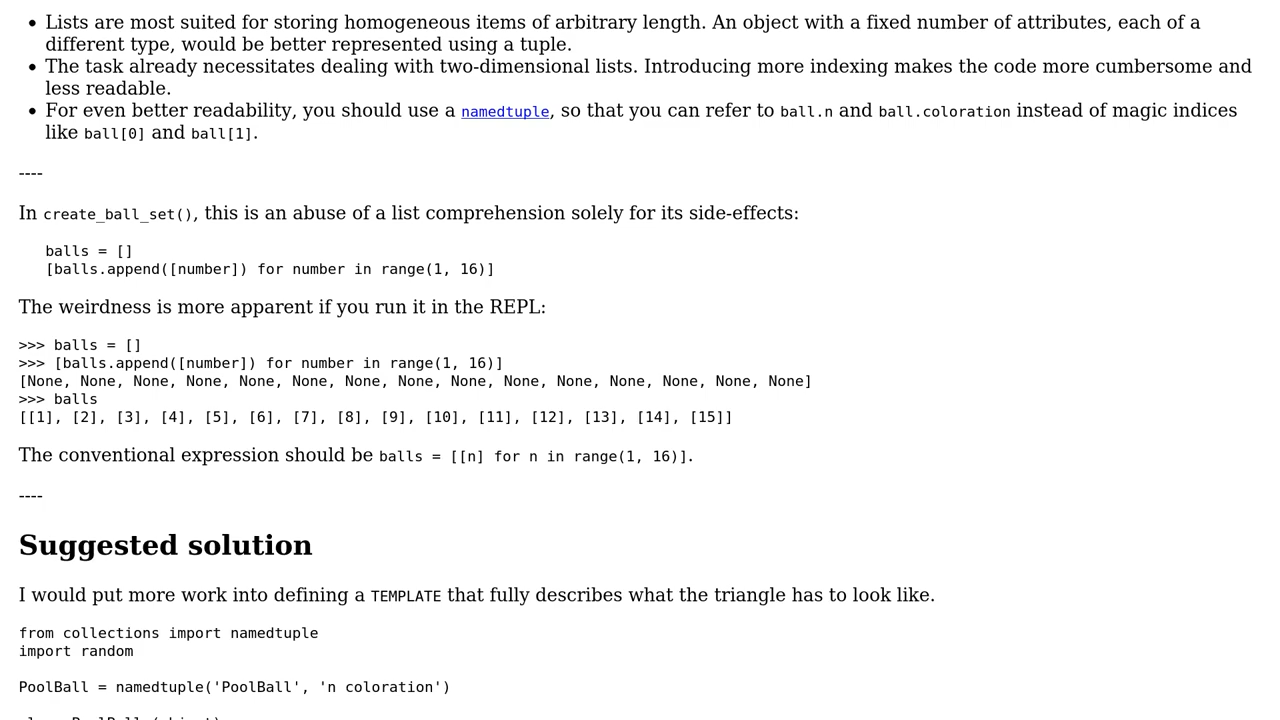 • Lists are most suited for storing homogeneous items of arbitrary length. An object with a fixed number of attributes, each of a
different type, would be better represented using a tuple.
• The task already necessitates dealing with two-dimensional lists. Introducing more indexing makes the code more cumbersome and
less readable.
• For even better readability, you should use a namedtuple, so that you can refer to ball.n and ball.coloration instead of magic indices
like ball[0] and ball[1].
----
In create_ball_set(), this is an abuse of a list comprehension solely for its side-effects:
balls = []
[balls.append([number]) for number in range(1, 16)]
The weirdness is more apparent if you run it in the REPL:
>>> balls = []
>>> [balls.append([number]) for number in range(1, 16)]
[None, None, None, None, None, None, None, None, None, None, None, None, None, None, None]
>>> balls
[[1], [2], [3], [4], [5], [6], [7], [8], [9], [10], [11], [12], [13], [14], [15]]
The conventional expression should be balls = [[n] for n in range(1, 16)].
----
Suggested solution
I would put more work into defining a TEMPLATE that fully describes what the triangle has to look like.
from collections import namedtuple
import random
PoolBall = namedtuple('PoolBall', 'n coloration')